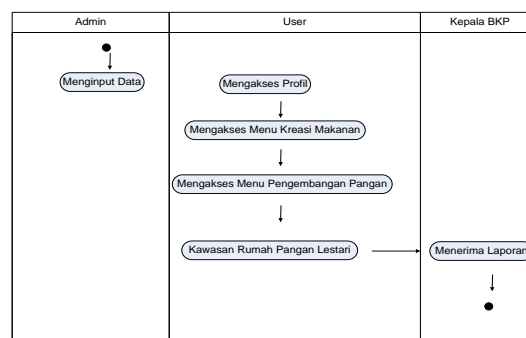 Admin
User
Kepala BKP
Menginput Data
Mengakses Profil
Mengakses Menu Kreasi Makanan
Mengakses Menu Pengembangan Pangan
Kawasan Rumah Pangan Lestari
Menerima Laporan